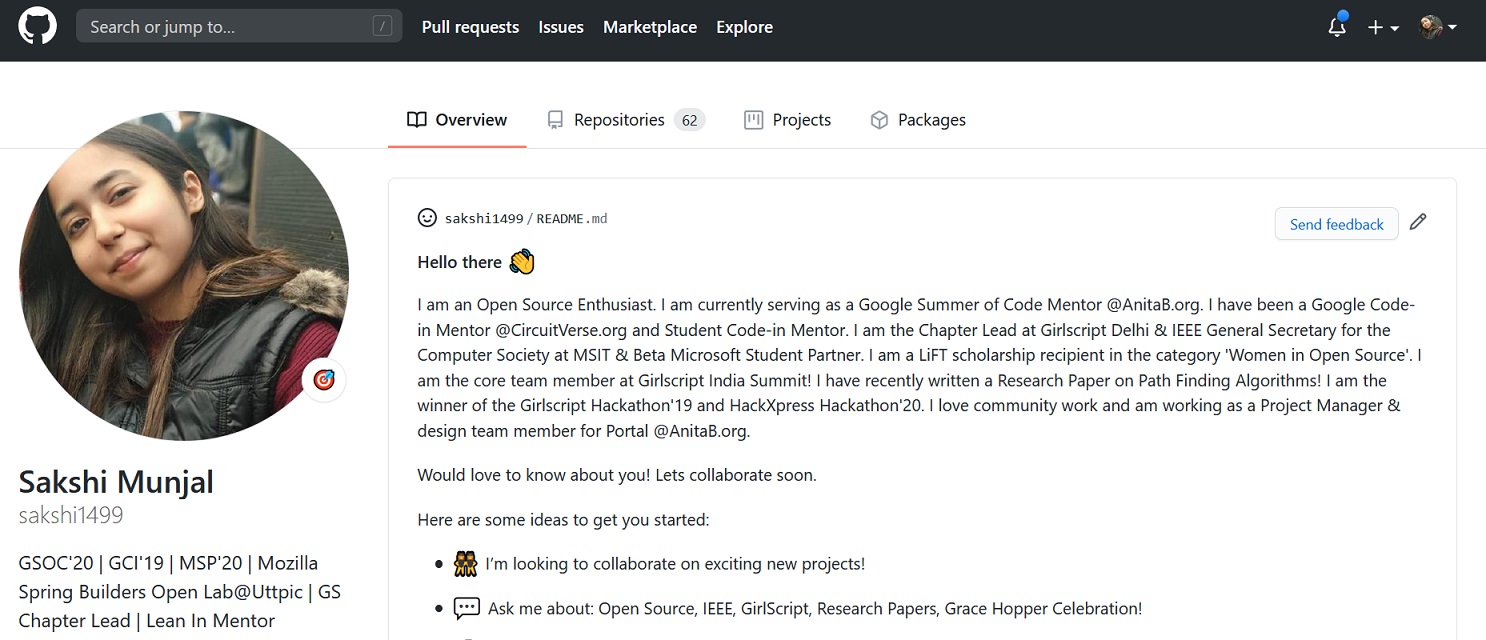 Search or jump to... /
Pull requests Issues Marketplace Explore
Overview Repositories 62 Projects Packages
sakshi1499/README.md
Send feedback
Hello there 👋
I am an Open Source Enthusiast. I am currently serving as a Google Summer of Code Mentor @AnitaB.org. I have been a Google Code-
in Mentor @CircuitVerse.org and Student Code-in Mentor. I am the Chapter Lead at Girlscript Delhi & IEEE General Secretary for the
Computer Society at MSIT & Beta Microsoft Student Partner. I am a LiFT scholarship recipient in the category 'Women in Open Source'. I
am the core team member at Girlscript India Summit! I have recently written a Research Paper on Path Finding Algorithms! I am the
winner of the Girlscript Hackathon'19 and HackXpress Hackathon'20. I love community work and am working as a Project Manager &
design team member for Portal @AnitaB.org.
Would love to know about you! Lets collaborate soon.
Here are some ideas to get you started:
• 👯 I’m looking to collaborate on exciting new projects!
• 💬 Ask me about: Open Source, IEEE, GirlScript, Research Papers, Grace Hopper Celebration!
Sakshi Munjal
sakshi1499
GSOC'20 | GCI'19 | MSP'20 | Mozilla
Spring Builders Open Lab@Uttpic | GS
Chapter Lead | Lean In Mentor